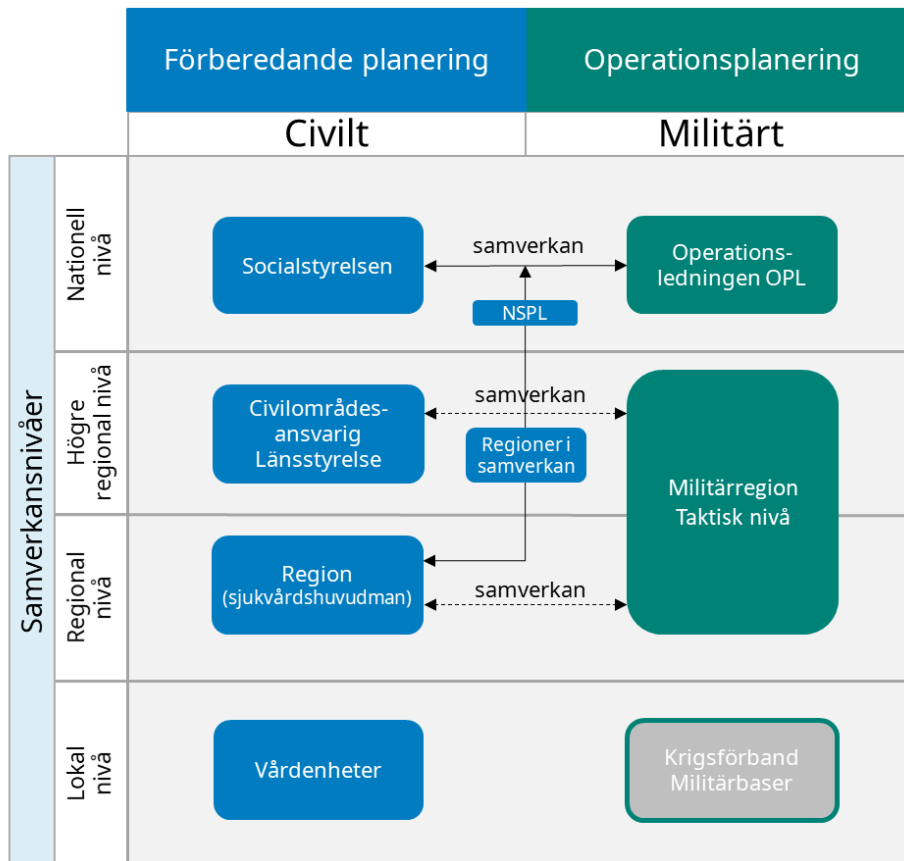 Förberedande planering
Operationsplanering
Civilt
Militärt
Samverkansnivåer
Nationell
nivå
Socialstyrelsen
samverkan
Operations-
ledningen OPL
NSPL
Högre
regional nivå
Civilområdes-
ansvarig
Länsstyrelse
samverkan
Regioner i
samverkan
Militärregion
Taktisk nivå
Regional
nivå
Region
(sjukvårdshuvudman)
samverkan
Lokal
nivå
Vårdenheter
Krigsförband
Militärbaser